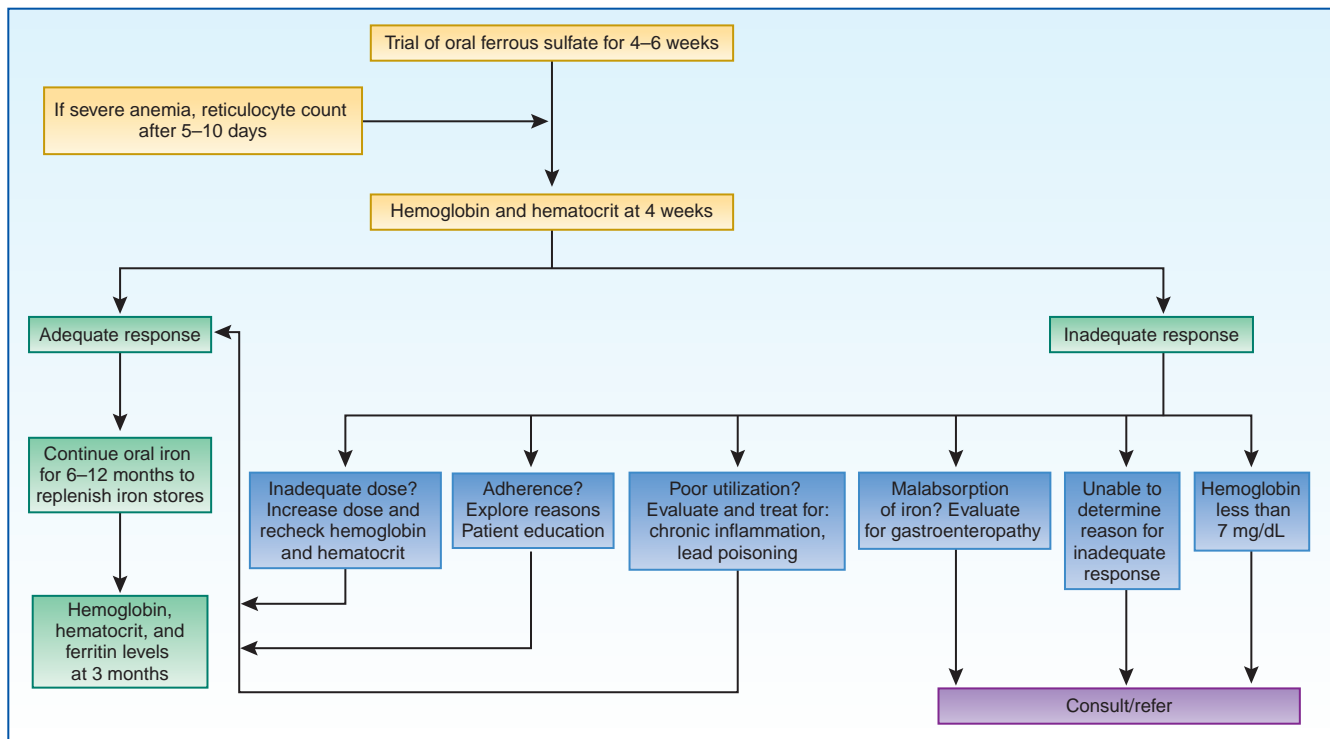 Trial of oral ferrous sulfate for 4–6 weeks
If severe anemia, reticulocyte count
after 5–10 days
Hemoglobin and hematocrit at 4 weeks
Adequate response
Inadequate response
Continue oral iron
for 6–12 months to
replenish iron stores
Hemoglobin,
hematocrit, and
ferritin levels
at 3 months
Inadequate dose?
Increase dose and
recheck hemoglobin
and hematocrit
Adherence?
Explore reasons
Patient education
Poor utilization?
Evaluate and treat for:
chronic inflammation,
lead poisoning
Malabsorption
of iron? Evaluate
for gastroenteropathy
Unable to
determine
reason for
inadequate
response
Hemoglobin
less than
7 mg/dL
Consult/refer